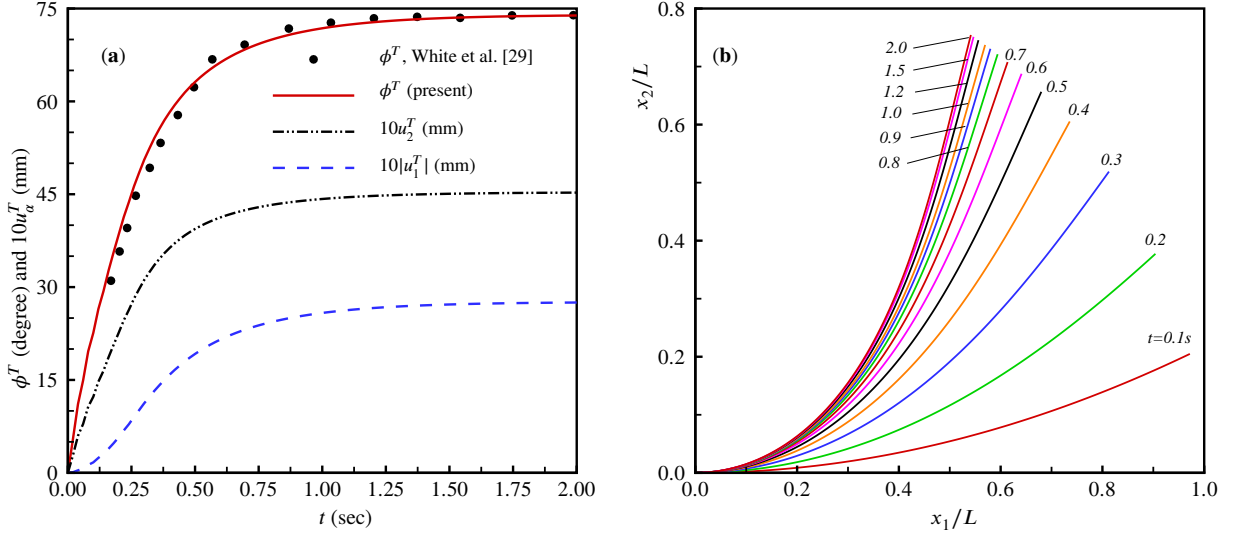 (a)
ϕ^T, White et al. [29]
ϕ^T (present)
10u_2^T (mm)
10|u_1^T| (mm)
ϕ^T (degree) and 10u_α^T (mm)
75
60
45
30
15
0
0.00 0.25 0.50 0.75 1.00 1.25 1.50 1.75 2.00
t (sec)
(b)
x_2/L
0.8
0.6
0.4
0.2
0.0
2.0
1.5
1.2
1.0
0.9
0.8
0.7
0.6
0.5
0.4
0.3
0.2
t=0.1s
0.0 0.2 0.4 0.6 0.8 1.0
x_1/L